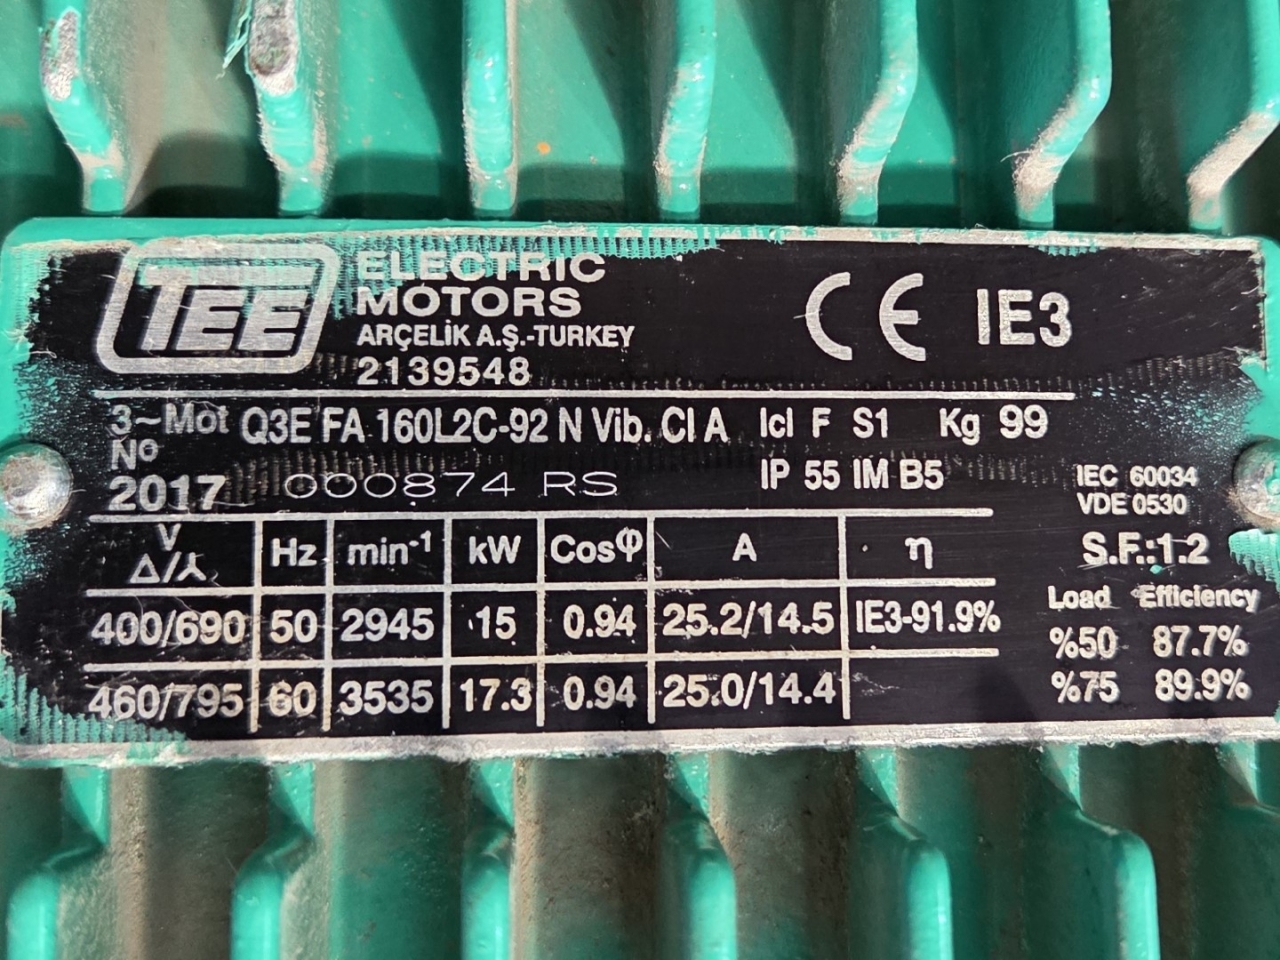 TEE ELECTRIC
MOTORS
ARÇELİK A.Ş.-TURKEY
2139548
CE IE3
3~Mot Q3E FA 160L2C-92 N Vib. Cl A Icl F S1 Kg 99
Nº
2017 000874 RS IP 55 IM B5
IEC 60034
VDE 0530
S.F.:1.2
V Δ/⅄ Hz min-1 kW Cosφ A η
400/690 50 2945 15 0.94 25.2/14.5 IE3-91.9%
460/795 60 3535 17.3 0.94 25.0/14.4
Load Efficiency
%50 87.7%
%75 89.9%